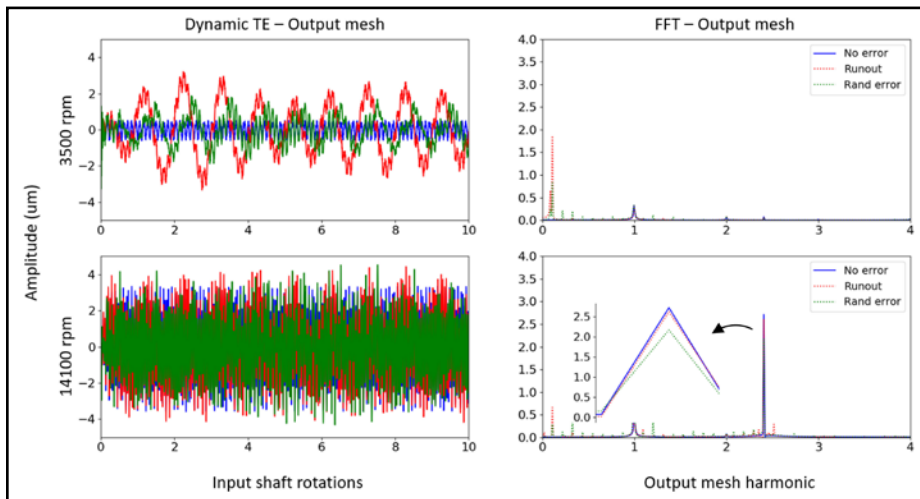 Dynamic TE – Output mesh
FFT – Output mesh
Amplitude (um)
3500 rpm
4
2
0
−2
−4
0 2 4 6 8 10
4.0
3.5
3.0
2.5
2.0
1.5
1.0
0.5
0.0
0 1 2 3 4
No error
Runout
Rand error
14100 rpm
4
2
0
−2
−4
0 2 4 6 8 10
Input shaft rotations
4.0
3.5
3.0
2.5
2.0
1.5
1.0
0.5
0.0
0 1 2 3 4
No error
Runout
Rand error
2.5
2.0
1.5
1.0
0.5
0.0
Output mesh harmonic